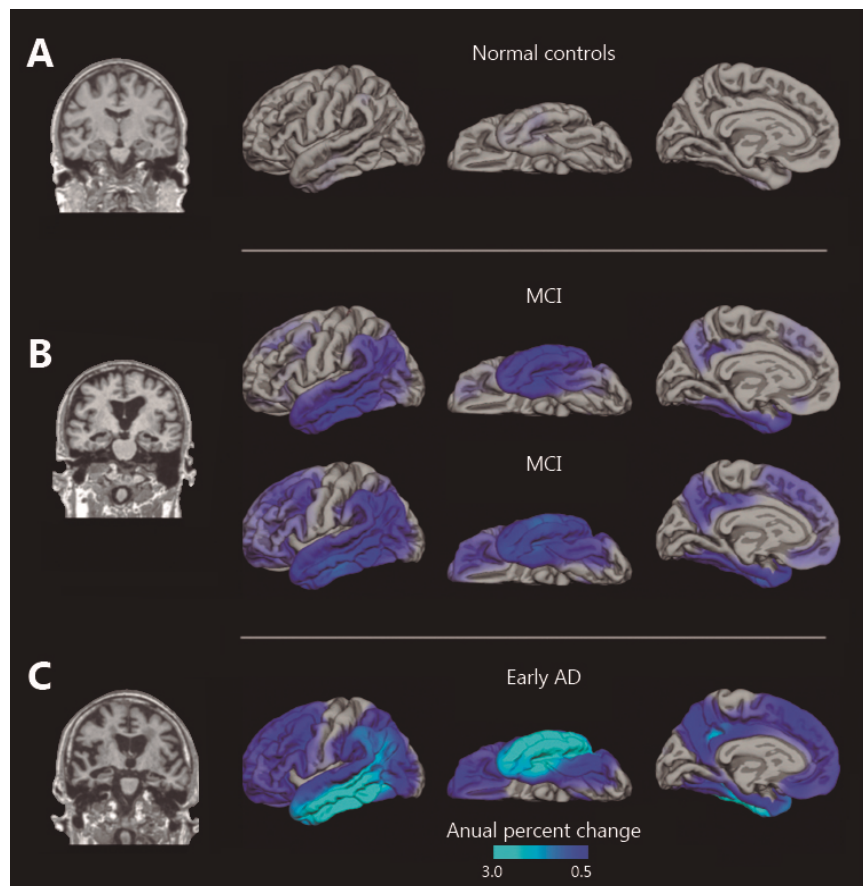 A
Normal controls
B
MCI
MCI
C
Early AD
Anual percent change
3.0 0.5